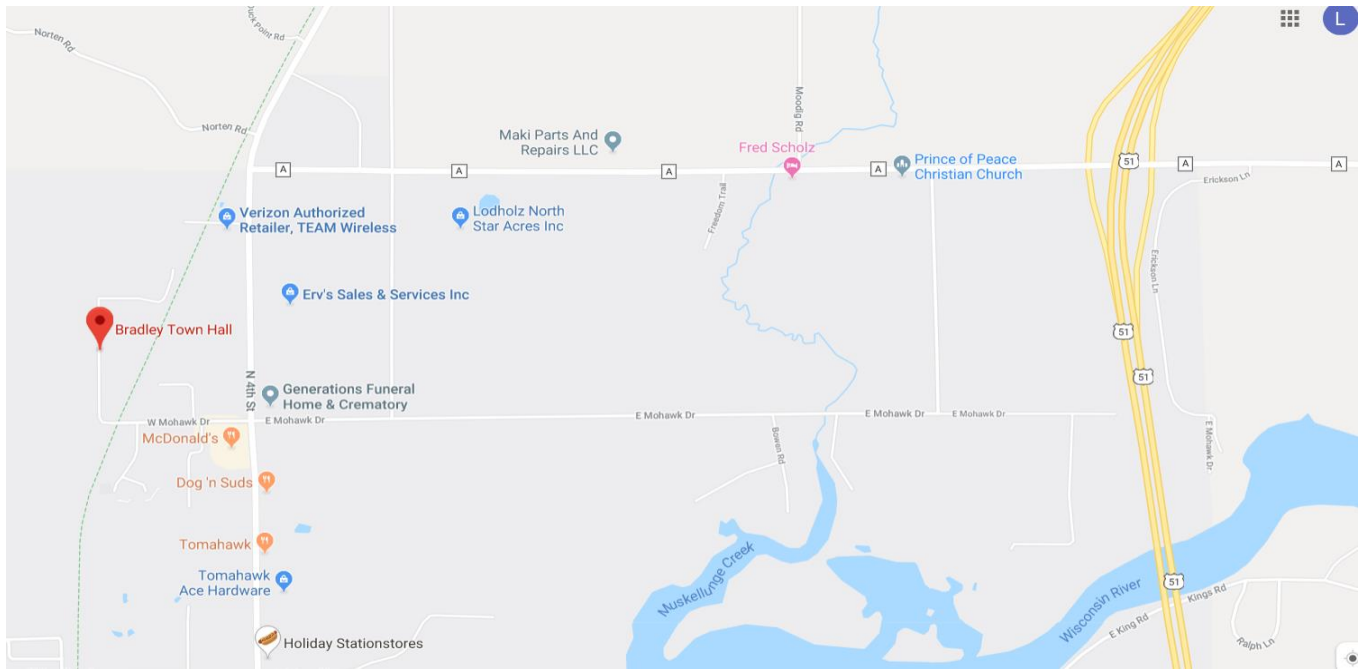 Norten Rd
Duck Point Rd
L
Norten Rd
Maki Parts And
Repairs LLC
Moodig Rd
Fred Scholz
Prince of Peace
Christian Church
51
A
A
A
A
A
A
Erickson Ln
Freedom Trail
Verizon Authorized
Retailer, TEAM Wireless
Lodholz North
Star Acres Inc
Erickson Ln
Erv's Sales & Services Inc
Bradley Town Hall
51
51
N 4th St
Generations Funeral
Home & Crematory
W Mohawk Dr
E Mohawk Dr
E Mohawk Dr
E Mohawk Dr
E Mohawk Dr
E Mohawk Dr
McDonald's
Bowen Rd
Dog 'n Suds
Tomahawk
Tomahawk
Ace Hardware
Muskellunge Creek
Wisconsin River
51
Kings Rd
E King Rd
Ralph Ln
Holiday Stationstores